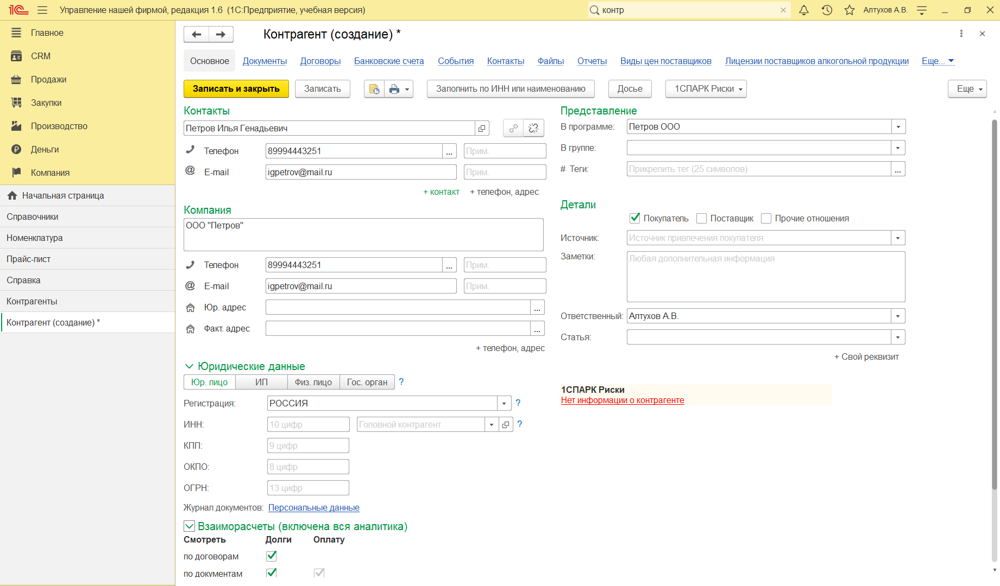 1С Управление нашей фирмой, редакция 1.6 (1С:Предприятие, учебная версия) контр Алтухов А.В.
Главное
CRM
Продажи
Закупки
Производство
Деньги
Компания
Начальная страница
Справочники
Номенклатура
Прайс-лист
Справка
Контрагенты
Контрагент (создание) *
Контрагент (создание) *
Основное Документы Договоры Банковские счета События Контакты Файлы Отчеты Виды цен поставщиков Лицензии поставщиков алкогольной продукции Еще...
Записать и закрыть Записать Заполнить по ИНН или наименованию Досье 1СПАРК Риски Еще
Контакты
Петров Илья Генадьевич
Телефон 89994443251 ... Прим.
@ E-mail igpetrov@mail.ru Прим.
+ контакт + телефон, адрес
Компания
ООО "Петров"
Телефон 89994443251 ... Прим.
@ E-mail igpetrov@mail.ru Прим.
Юр. адрес ...
Факт. адрес ...
+ телефон, адрес
Юридические данные
Юр. лицо ИП Физ. лицо Гос. орган ?
Регистрация: РОССИЯ ?
ИНН: 10 цифр Головной контрагент ?
КПП: 9 цифр
ОКПО: 8 цифр
ОГРН: 13 цифр
Журнал документов: Персональные данные
Взаиморасчеты (включена вся аналитика)
Смотреть Долги Оплату
по договорам
по документам
Представление
В программе: Петров ООО
В группе:
# Теги: Прикрепить тег (25 символов) ...
Детали
Покупатель Поставщик Прочие отношения
Источник: Источник привлечения покупателя
Заметки: Любая дополнительная информация
Ответственный: Алтухов А.В.
Статья:
+ Свой реквизит
1СПАРК Риски
Нет информации о контрагенте